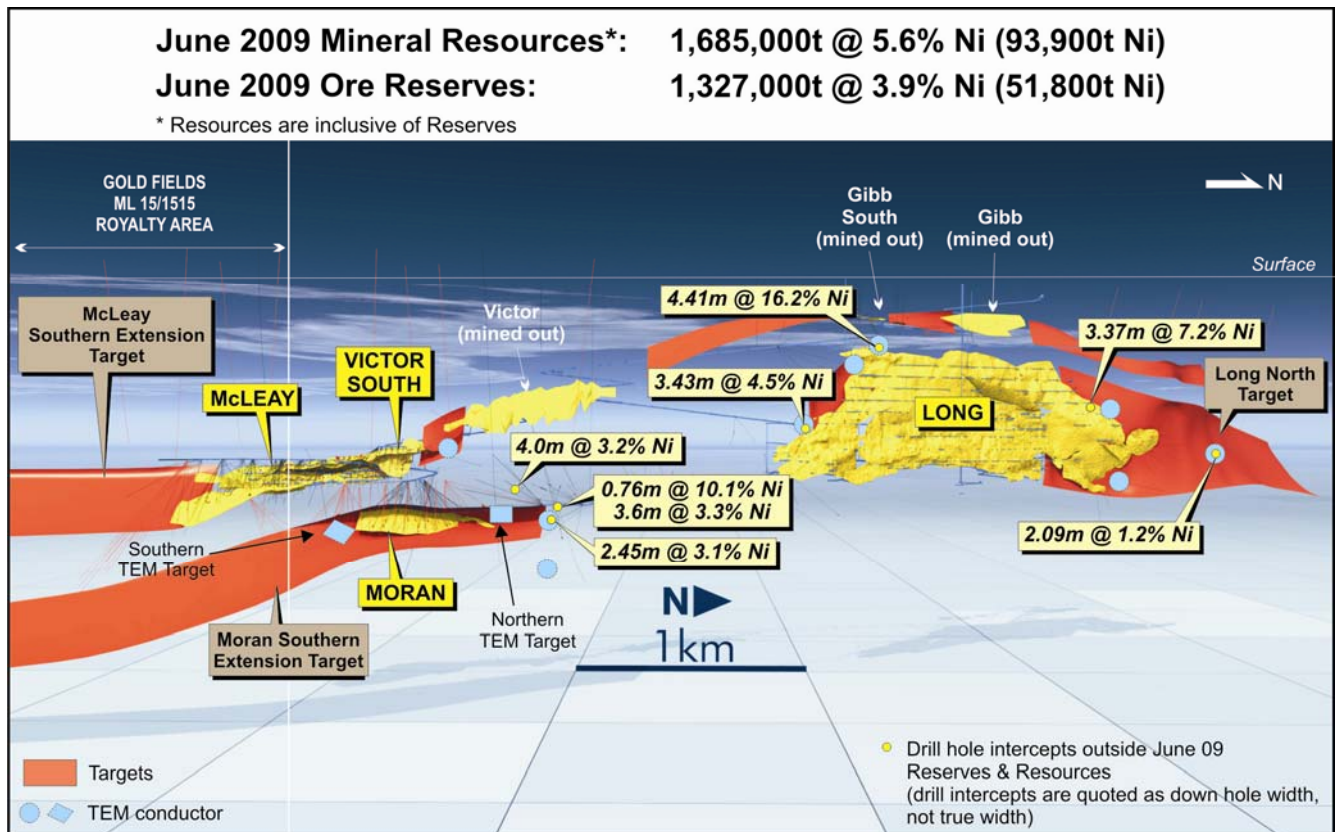 June 2009 Mineral Resources*: 1,685,000t @ 5.6% Ni (93,900t Ni)
June 2009 Ore Reserves: 1,327,000t @ 3.9% Ni (51,800t Ni)
* Resources are inclusive of Reserves
GOLD FIELDS
ML 15/1515
ROYALTY AREA
N
Gibb
South
(mined out)
Gibb
(mined out)
Surface
McLeay
Southern Extension
Target
Victor
(mined out)
4.41m @ 16.2% Ni
3.37m @ 7.2% Ni
VICTOR
SOUTH
McLEAY
3.43m @ 4.5% Ni
LONG
Long North
Target
4.0m @ 3.2% Ni
0.76m @ 10.1% Ni
3.6m @ 3.3% Ni
2.45m @ 3.1% Ni
2.09m @ 1.2% Ni
Southern
TEM Target
MORAN
Northern
TEM Target
Moran Southern
Extension Target
N
1km
Targets
TEM conductor
Drill hole intercepts outside June 09
Reserves & Resources
(drill intercepts are quoted as down hole width,
not true width)